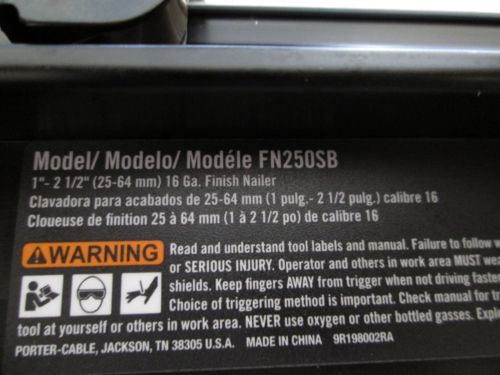 Model/ Modelo/ Modéle FN250SB
1"- 2 1/2" (25-64 mm) 16 Ga. Finish Nailer
Clavadora para acabados de 25-64 mm (1 pulg.- 2 1/2 pulg.) calibre 16
Cloueuse de finition 25 à 64 mm (1 à 2 1/2 po) de calibre 16
WARNING Read and understand tool labels and manual. Failure to follow
or SERIOUS INJURY. Operator and others in work area MUST
shields. Keep fingers AWAY from trigger when not driving
Choice of triggering method is important. Check manual for
tool at yourself or others in work area. NEVER use oxygen or other bottled gasses.
PORTER-CABLE, JACKSON, TN 38305 U.S.A. MADE IN CHINA 9R198002RA